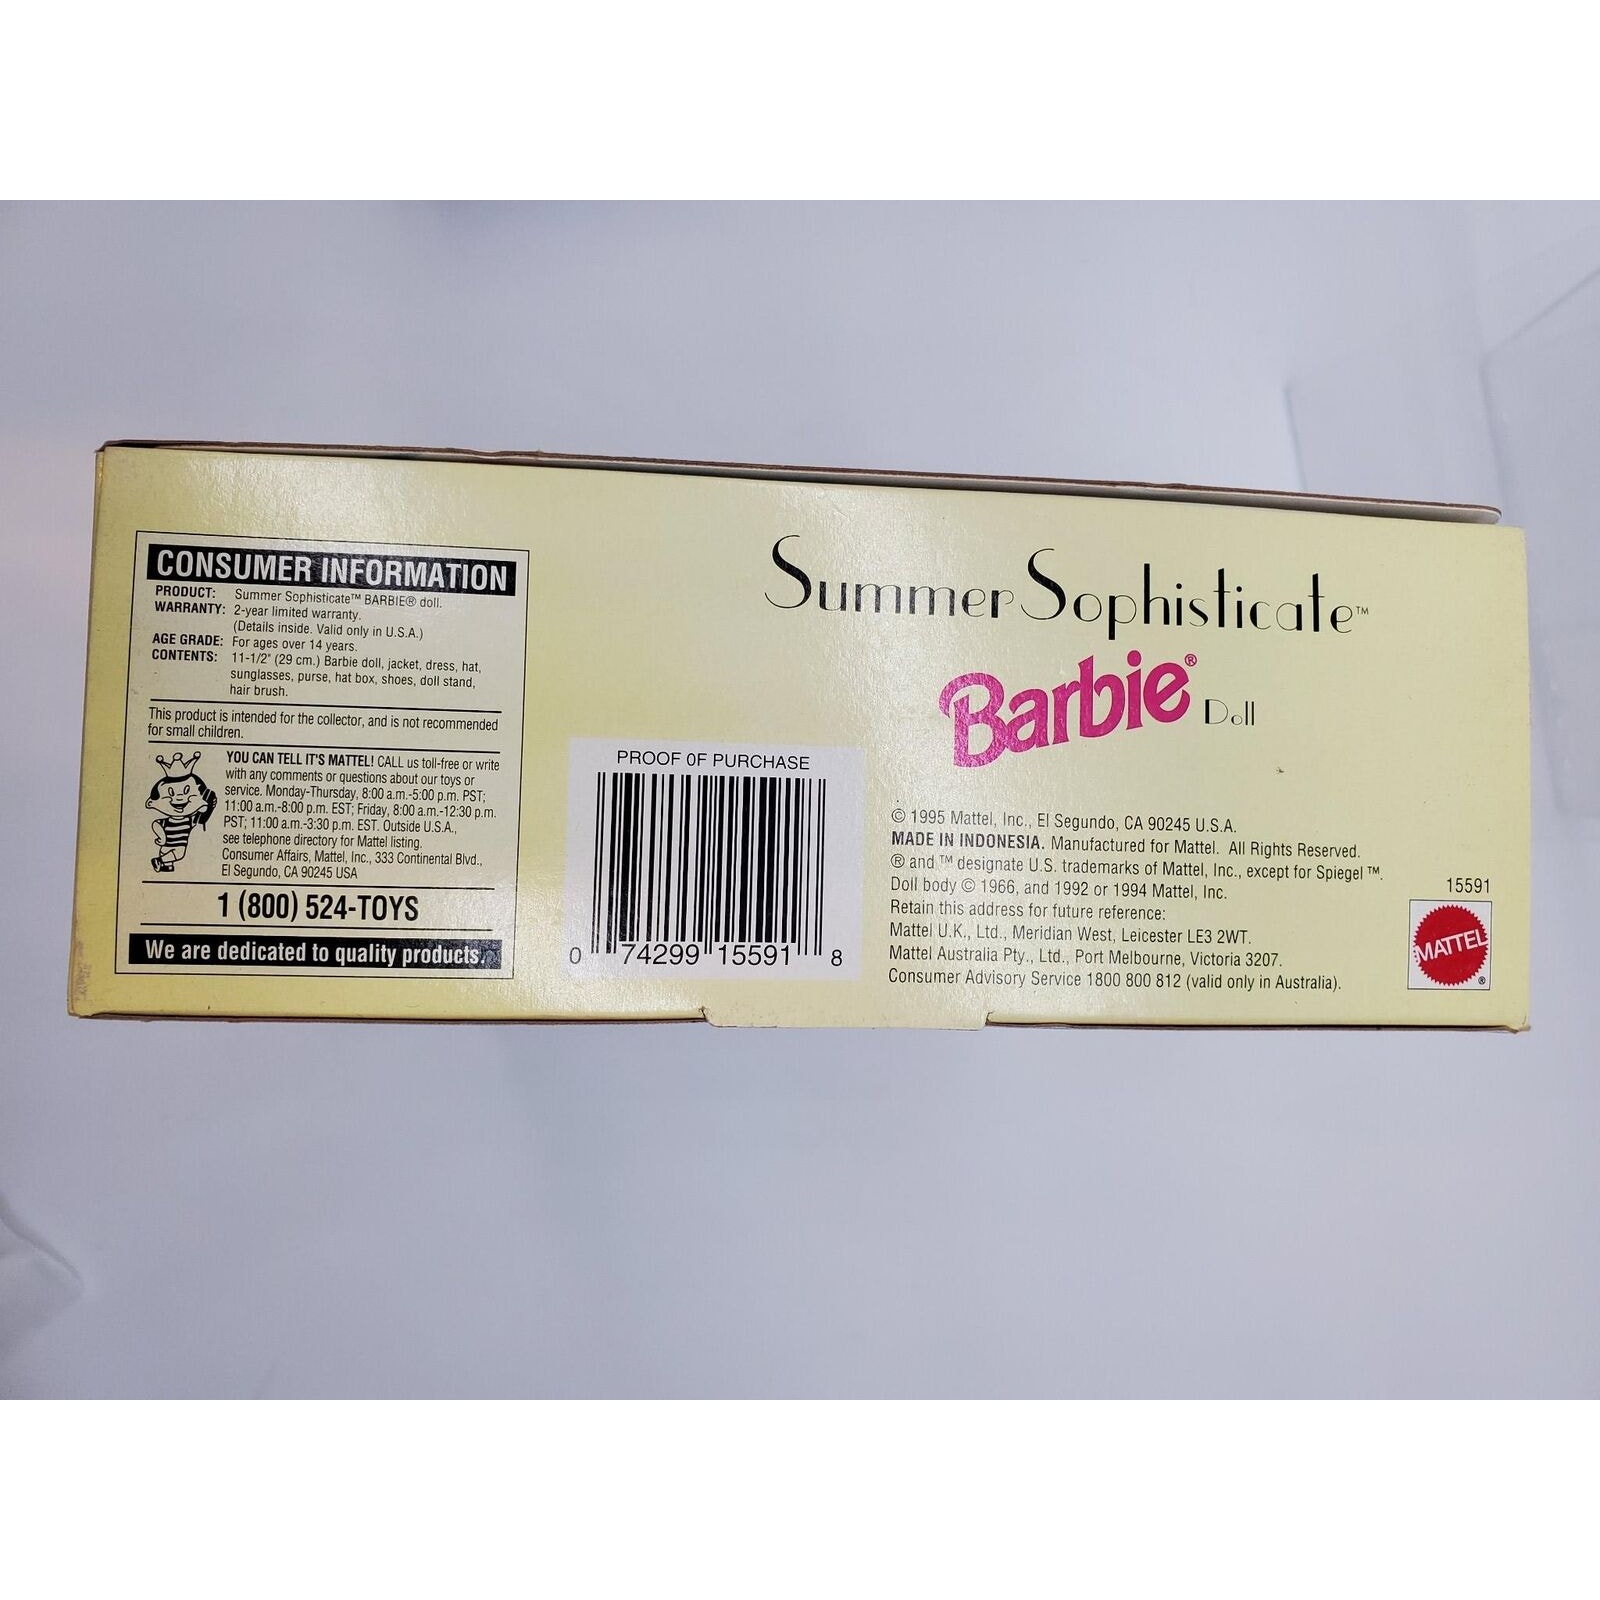 CONSUMER INFORMATION
PRODUCT: Summer Sophisticate™ BARBIE® doll.
WARRANTY: 2-year limited warranty.
(Details inside. Valid only in U.S.A.)
AGE GRADE: For ages over 14 years.
CONTENTS: 11-1/2" (29 cm.) Barbie doll, jacket, dress, hat,
sunglasses, purse, hat box, shoes, doll stand,
hair brush.
This product is intended for the collector, and is not recommended
for small children.
YOU CAN TELL IT'S MATTEL! CALL us toll-free or write
with any comments or questions about our toys or
service. Monday-Thursday, 8:00 a.m.-5:00 p.m. PST;
11:00 a.m.-8:00 p.m. EST; Friday, 8:00 a.m.-12:30 p.m.
PST; 11:00 a.m.-3:30 p.m. EST. Outside U.S.A.,
see telephone directory for Mattel listing.
Consumer Affairs, Mattel, Inc., 333 Continental Blvd.,
El Segundo, CA 90245 USA
1 (800) 524-TOYS
We are dedicated to quality products.
PROOF OF PURCHASE
0 74299 15591 8
Summer Sophisticate™
Barbie® Doll
© 1995 Mattel, Inc., El Segundo, CA 90245 U.S.A.
MADE IN INDONESIA. Manufactured for Mattel. All Rights Reserved.
® and ™ designate U.S. trademarks of Mattel, Inc., except for Spiegel ™.
Doll body © 1966, and 1992 or 1994 Mattel, Inc.
Retain this address for future reference:
Mattel U.K., Ltd., Meridian West, Leicester LE3 2WT.
Mattel Australia Pty., Ltd., Port Melbourne, Victoria 3207.
Consumer Advisory Service 1800 800 812 (valid only in Australia).
15591
MATTEL®